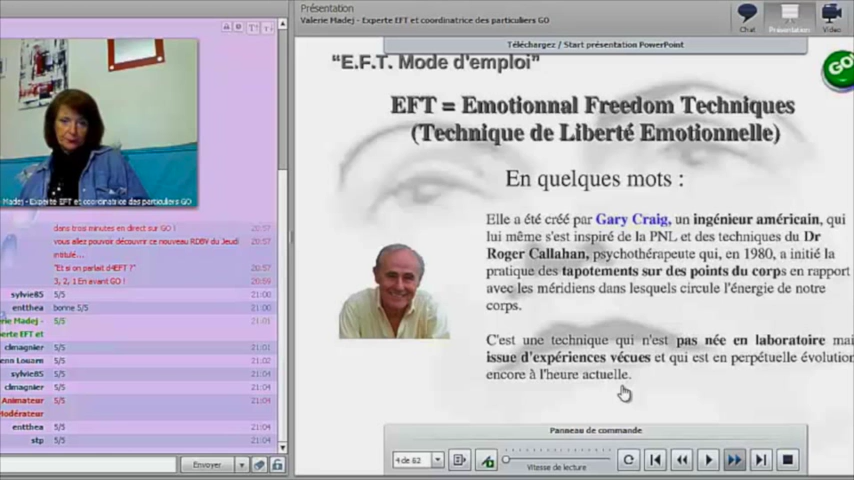 Présentation
Valerie Madej - Experte EFT et coordinatrice des particuliers GO
Chat
Présentation
Video
Téléchargez / Start présentation PowerPoint
"E.F.T. Mode d'emploi"
GO
EFT = Emotionnal Freedom Techniques
(Technique de Liberté Emotionnelle)
En quelques mots :
Elle a été créé par Gary Craig, un ingénieur américain, qui
lui même s'est inspiré de la PNL et des techniques du Dr
Roger Callahan, psychothérapeute qui, en 1980, a initié la
pratique des tapotements sur des points du corps en rapport
avec les méridiens dans lesquels circule l'énergie de notre
corps.
C'est une technique qui n'est pas née en laboratoire mai
issue d'expériences vécues et qui est en perpétuelle évolution
encore à l'heure actuelle.
Panneau de commande
4 de 62
Vitesse de lecture
Madej - Experte EFT et coordinatrice des particuliers GO
dans trois minutes en direct sur GO ! 20:57
vous allez pouvoir découvrir ce nouveau RDBV du Jeudi 20:57
intitulé...
"Et si on parlait d'EFT ?" 20:57
3, 2, 1 En avant GO ! 20:59
sylvie85 5/5 21:00
entthea bonne 5/5 21:00
rie Madej - 5/5 21:01
perte EFT et
clmagnier 5/5 21:01
enn Louarn 5/5 21:02
sylvie85 5/5 21:04
clmagnier 5/5 21:04
Animateur 5/5 21:04
Modérateur
entthea 5/5 21:04
stp 5/5 21:04
Envoyer